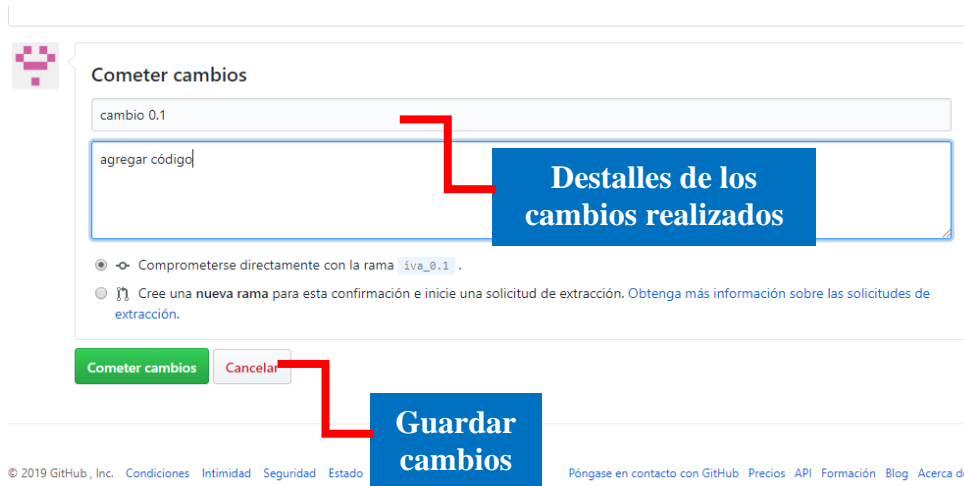 Cometer cambios
cambio 0.1
agregar código
Destalles de los
cambios realizados
Comprometerse directamente con la rama iva_0.1 .
Cree una nueva rama para esta confirmación e inicie una solicitud de extracción. Obtenga más información sobre las solicitudes de
extracción.
Cometer cambios Cancelar
Guardar
cambios
© 2019 GitHub , Inc. Condiciones Intimidad Seguridad Estado Póngase en contacto con GitHub Precios API Formación Blog Acerca